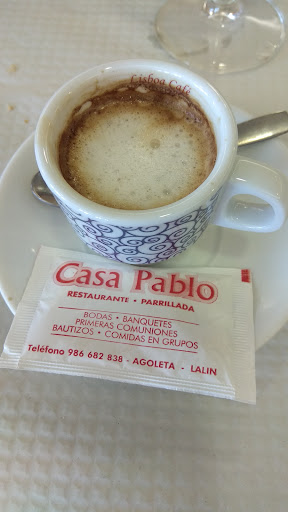 Lisboa Café
Casa Pablo
RESTAURANTE • PARRILLADA
BODAS • BANQUETES
PRIMERAS COMUNIONES
BAUTIZOS • COMIDAS EN GRUPOS
Teléfono 986 682 838 - AGOLETA - LALIN